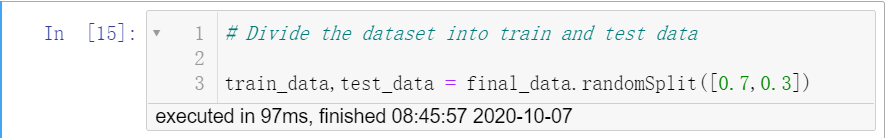 In [15]: ▼ 1 # Divide the dataset into train and test data
2
3 train_data,test_data = final_data.randomSplit([0.7,0.3])
executed in 97ms, finished 08:45:57 2020-10-07